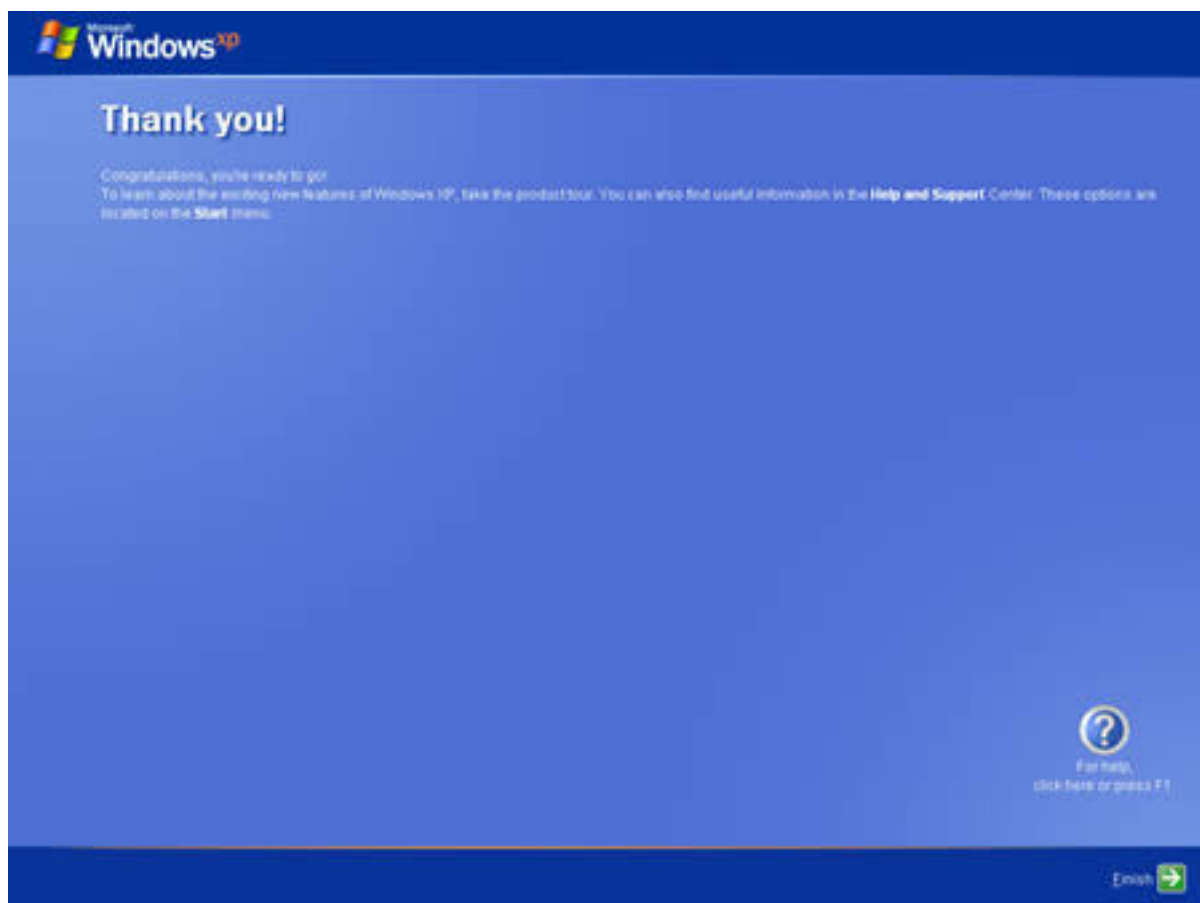 Microsoft
Windows xp
Thank you!
Congratulations, you're ready to go!
To learn about the exciting new features of Windows XP, take the product tour. You can also find useful information in the Help and Support Center. These options are
located on the Start menu.
For help,
click here or press F1
Finish